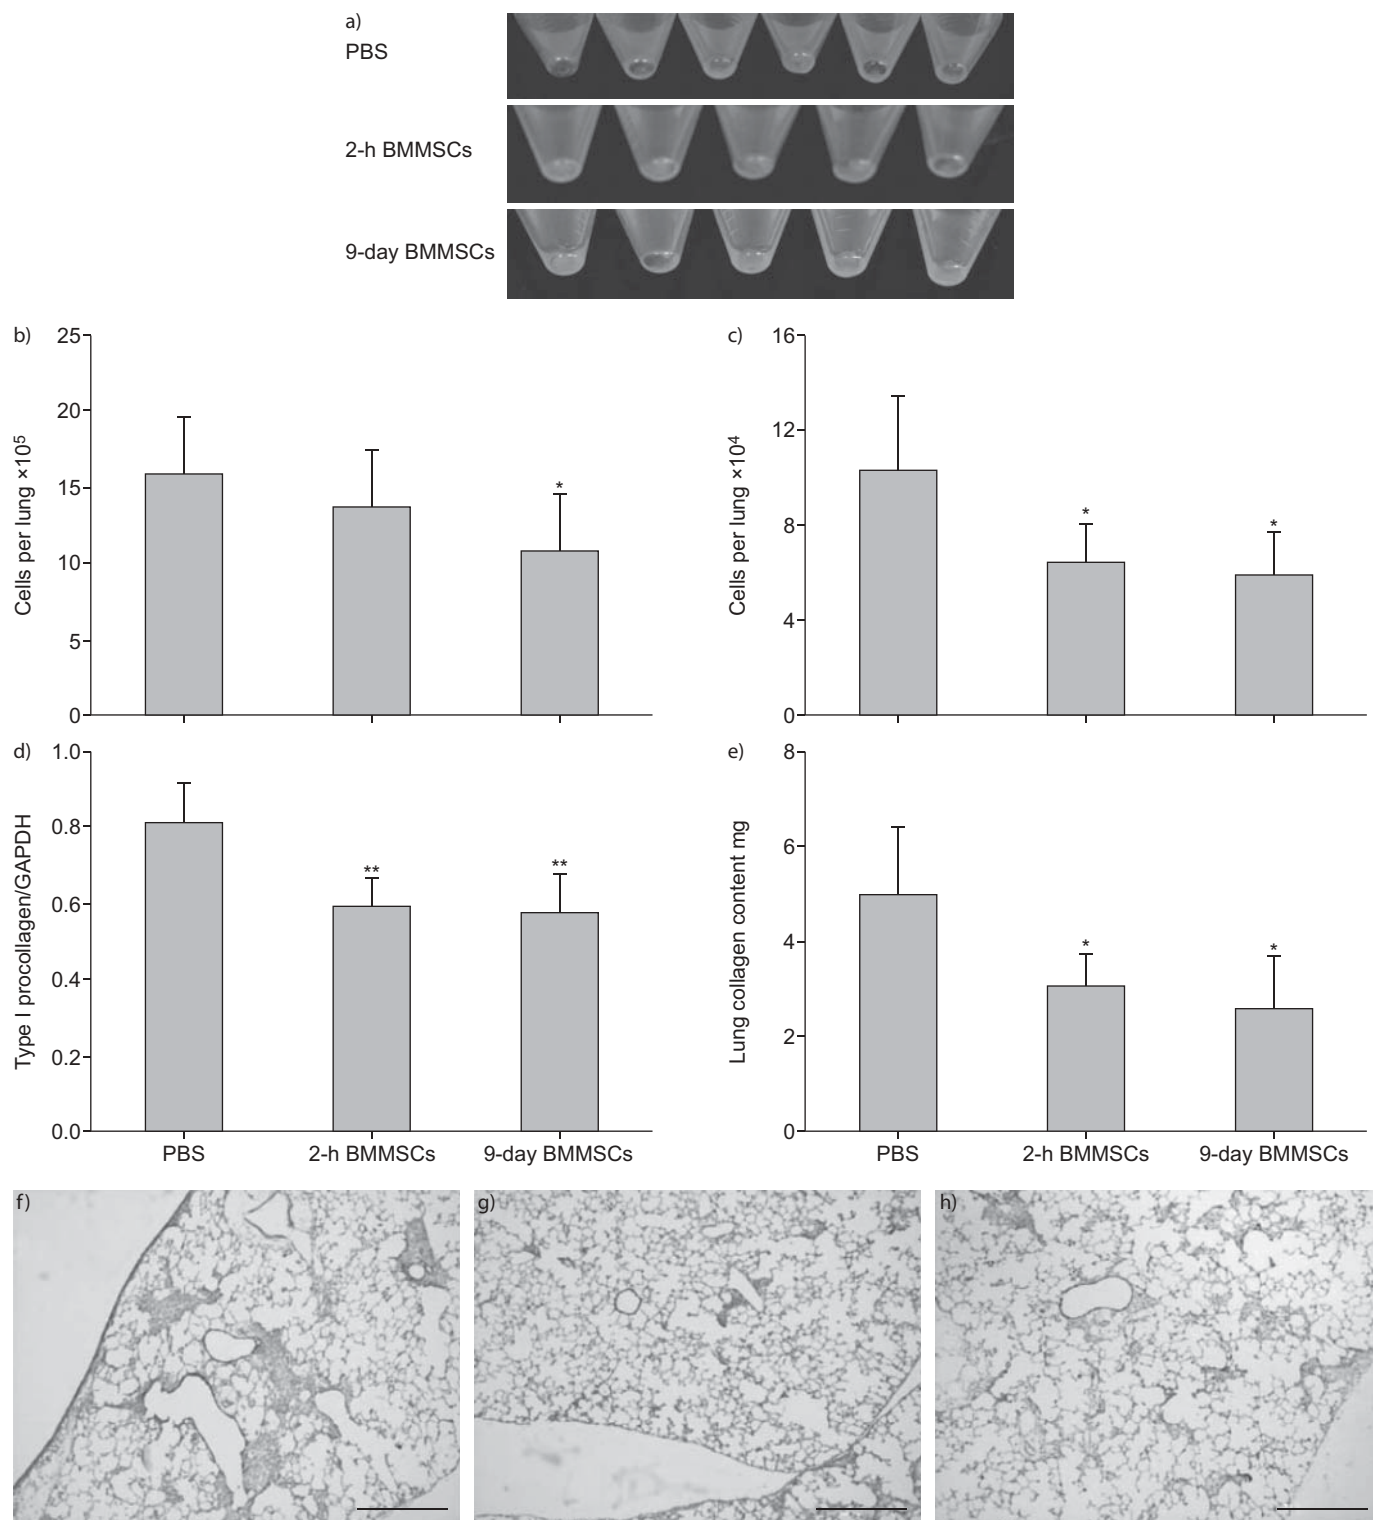 a)
PBS
2-h BMMSCs
9-day BMMSCs
b)
25
20
15
10
5
0
Cells per lung ×10⁵
*
c)
16
12
8
4
0
Cells per lung ×10⁴
*
*
d)
1.0
0.8
0.6
0.4
0.2
0.0
Type I procollagen/GAPDH
**
**
PBS
2-h BMMSCs
9-day BMMSCs
e)
8
6
4
2
0
Lung collagen content mg
*
*
PBS
2-h BMMSCs
9-day BMMSCs
f)
g)
h)